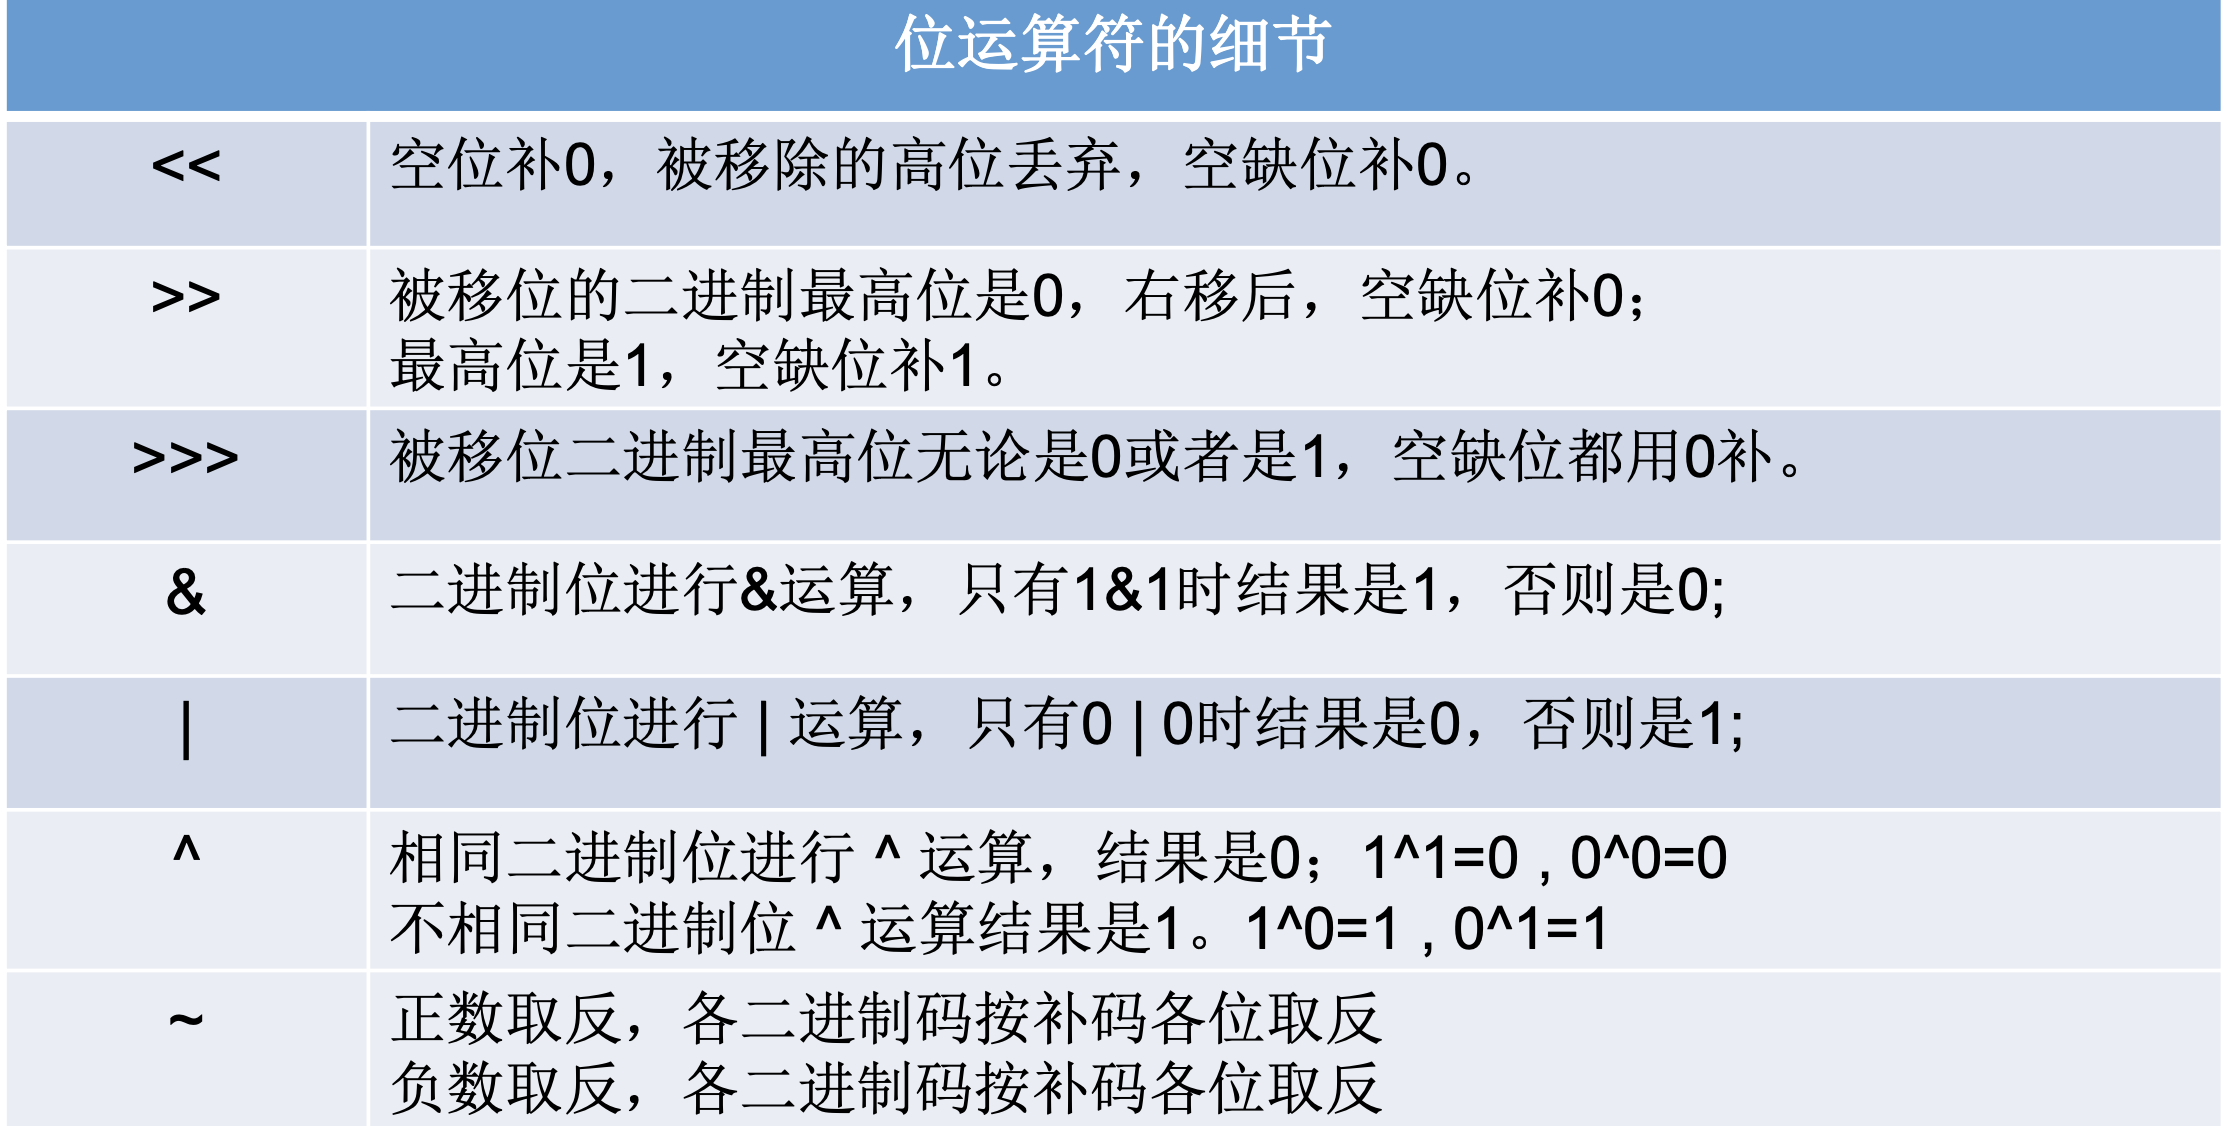 位运算符的细节
<<
空位补0，被移除的高位丢弃，空缺位补0。
>>
被移位的二进制最高位是0，右移后，空缺位补0；
最高位是1，空缺位补1。
>>>
被移位二进制最高位无论是0或者是1，空缺位都用0补。
&
二进制位进行&运算，只有1&1时结果是1，否则是0;
|
二进制位进行 | 运算，只有0 | 0时结果是0，否则是1;
^
相同二进制位进行 ^ 运算，结果是0；1^1=0 , 0^0=0
不相同二进制位 ^ 运算结果是1。1^0=1 , 0^1=1
~
正数取反，各二进制码按补码各位取反
负数取反，各二进制码按补码各位取反